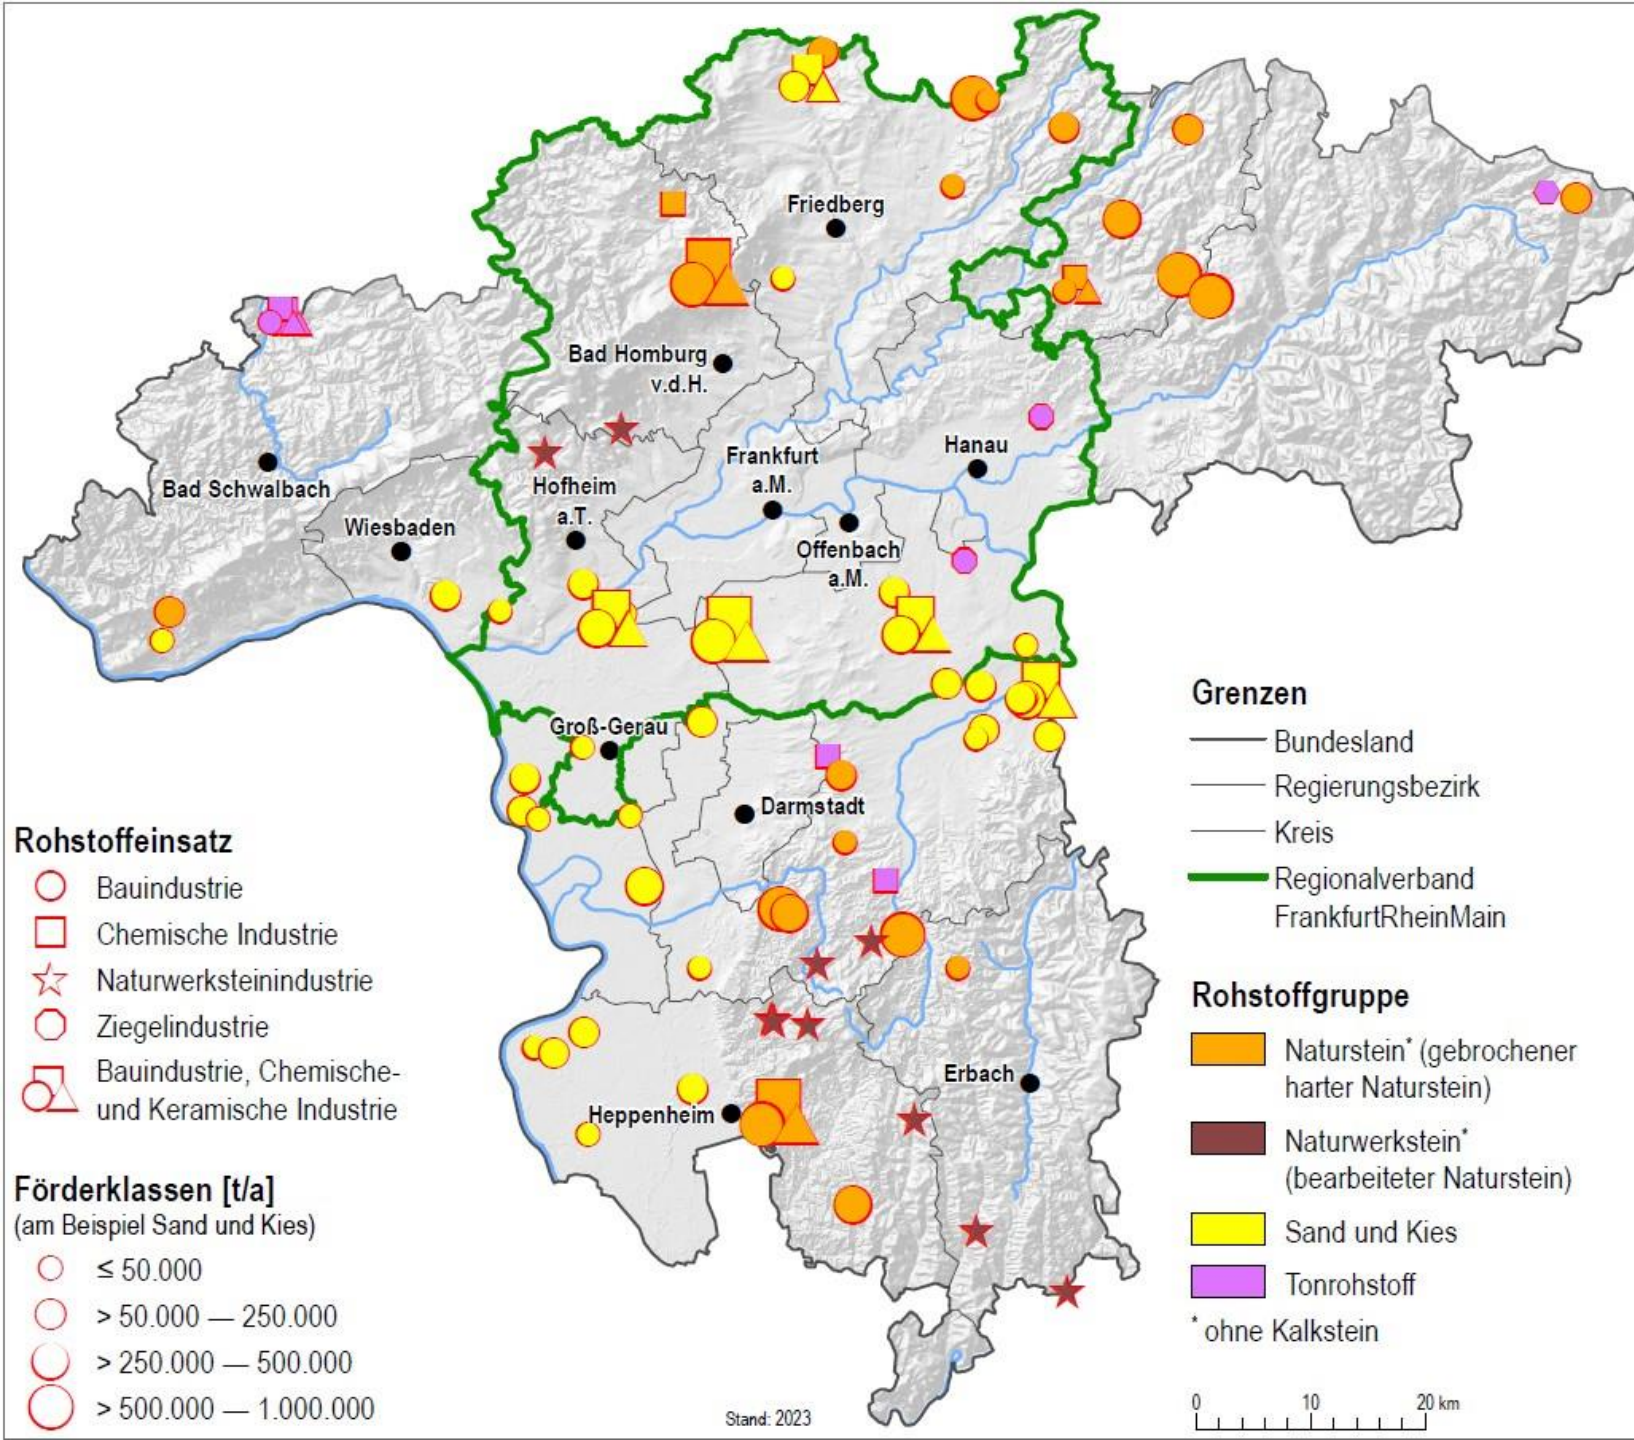 Friedberg
Bad Homburg
v.d.H.
Frankfurt
a.M.
Hanau
Bad Schwalbach
Hofheim
a.T.
Wiesbaden
Offenbach
a.M.
Groß-Gerau
Darmstadt
Erbach
Heppenheim
Rohstoffeinsatz
Bauindustrie
Chemische Industrie
Naturwerksteinindustrie
Ziegelindustrie
Bauindustrie, Chemische-
und Keramische Industrie
Förderklassen [t/a]
(am Beispiel Sand und Kies)
≤ 50.000
> 50.000 — 250.000
> 250.000 — 500.000
> 500.000 — 1.000.000
Stand: 2023
Grenzen
Bundesland
Regierungsbezirk
Kreis
Regionalverband
FrankfurtRheinMain
Rohstoffgruppe
Naturstein* (gebrochener
harter Naturstein)
Naturwerkstein*
(bearbeiteter Naturstein)
Sand und Kies
Tonrohstoff
* ohne Kalkstein
0 10 20 km